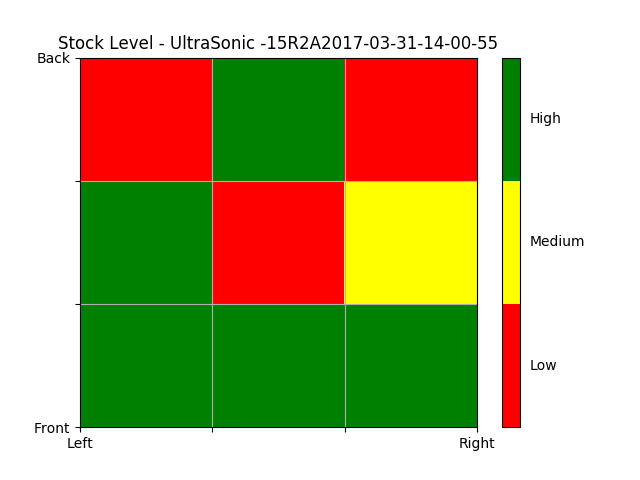 Stock Level - UltraSonic -15R2A2017-03-31-14-00-55
Back
High
Medium
Low
Front
Left
Right